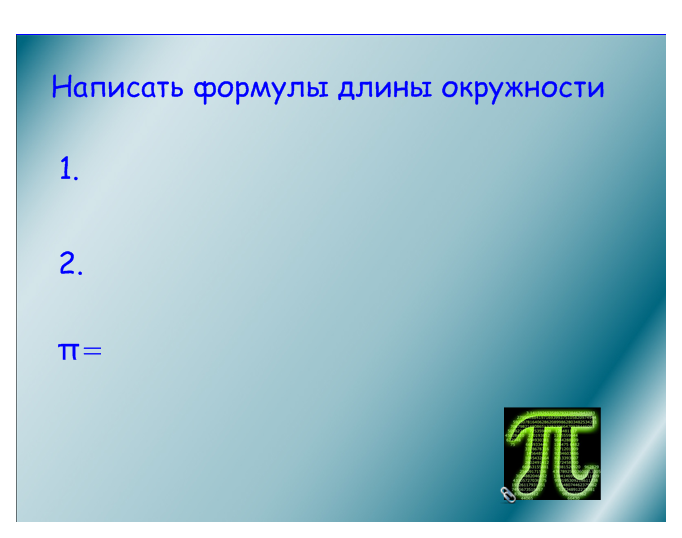 Написать формулы длины окружности
1.
2.
π=